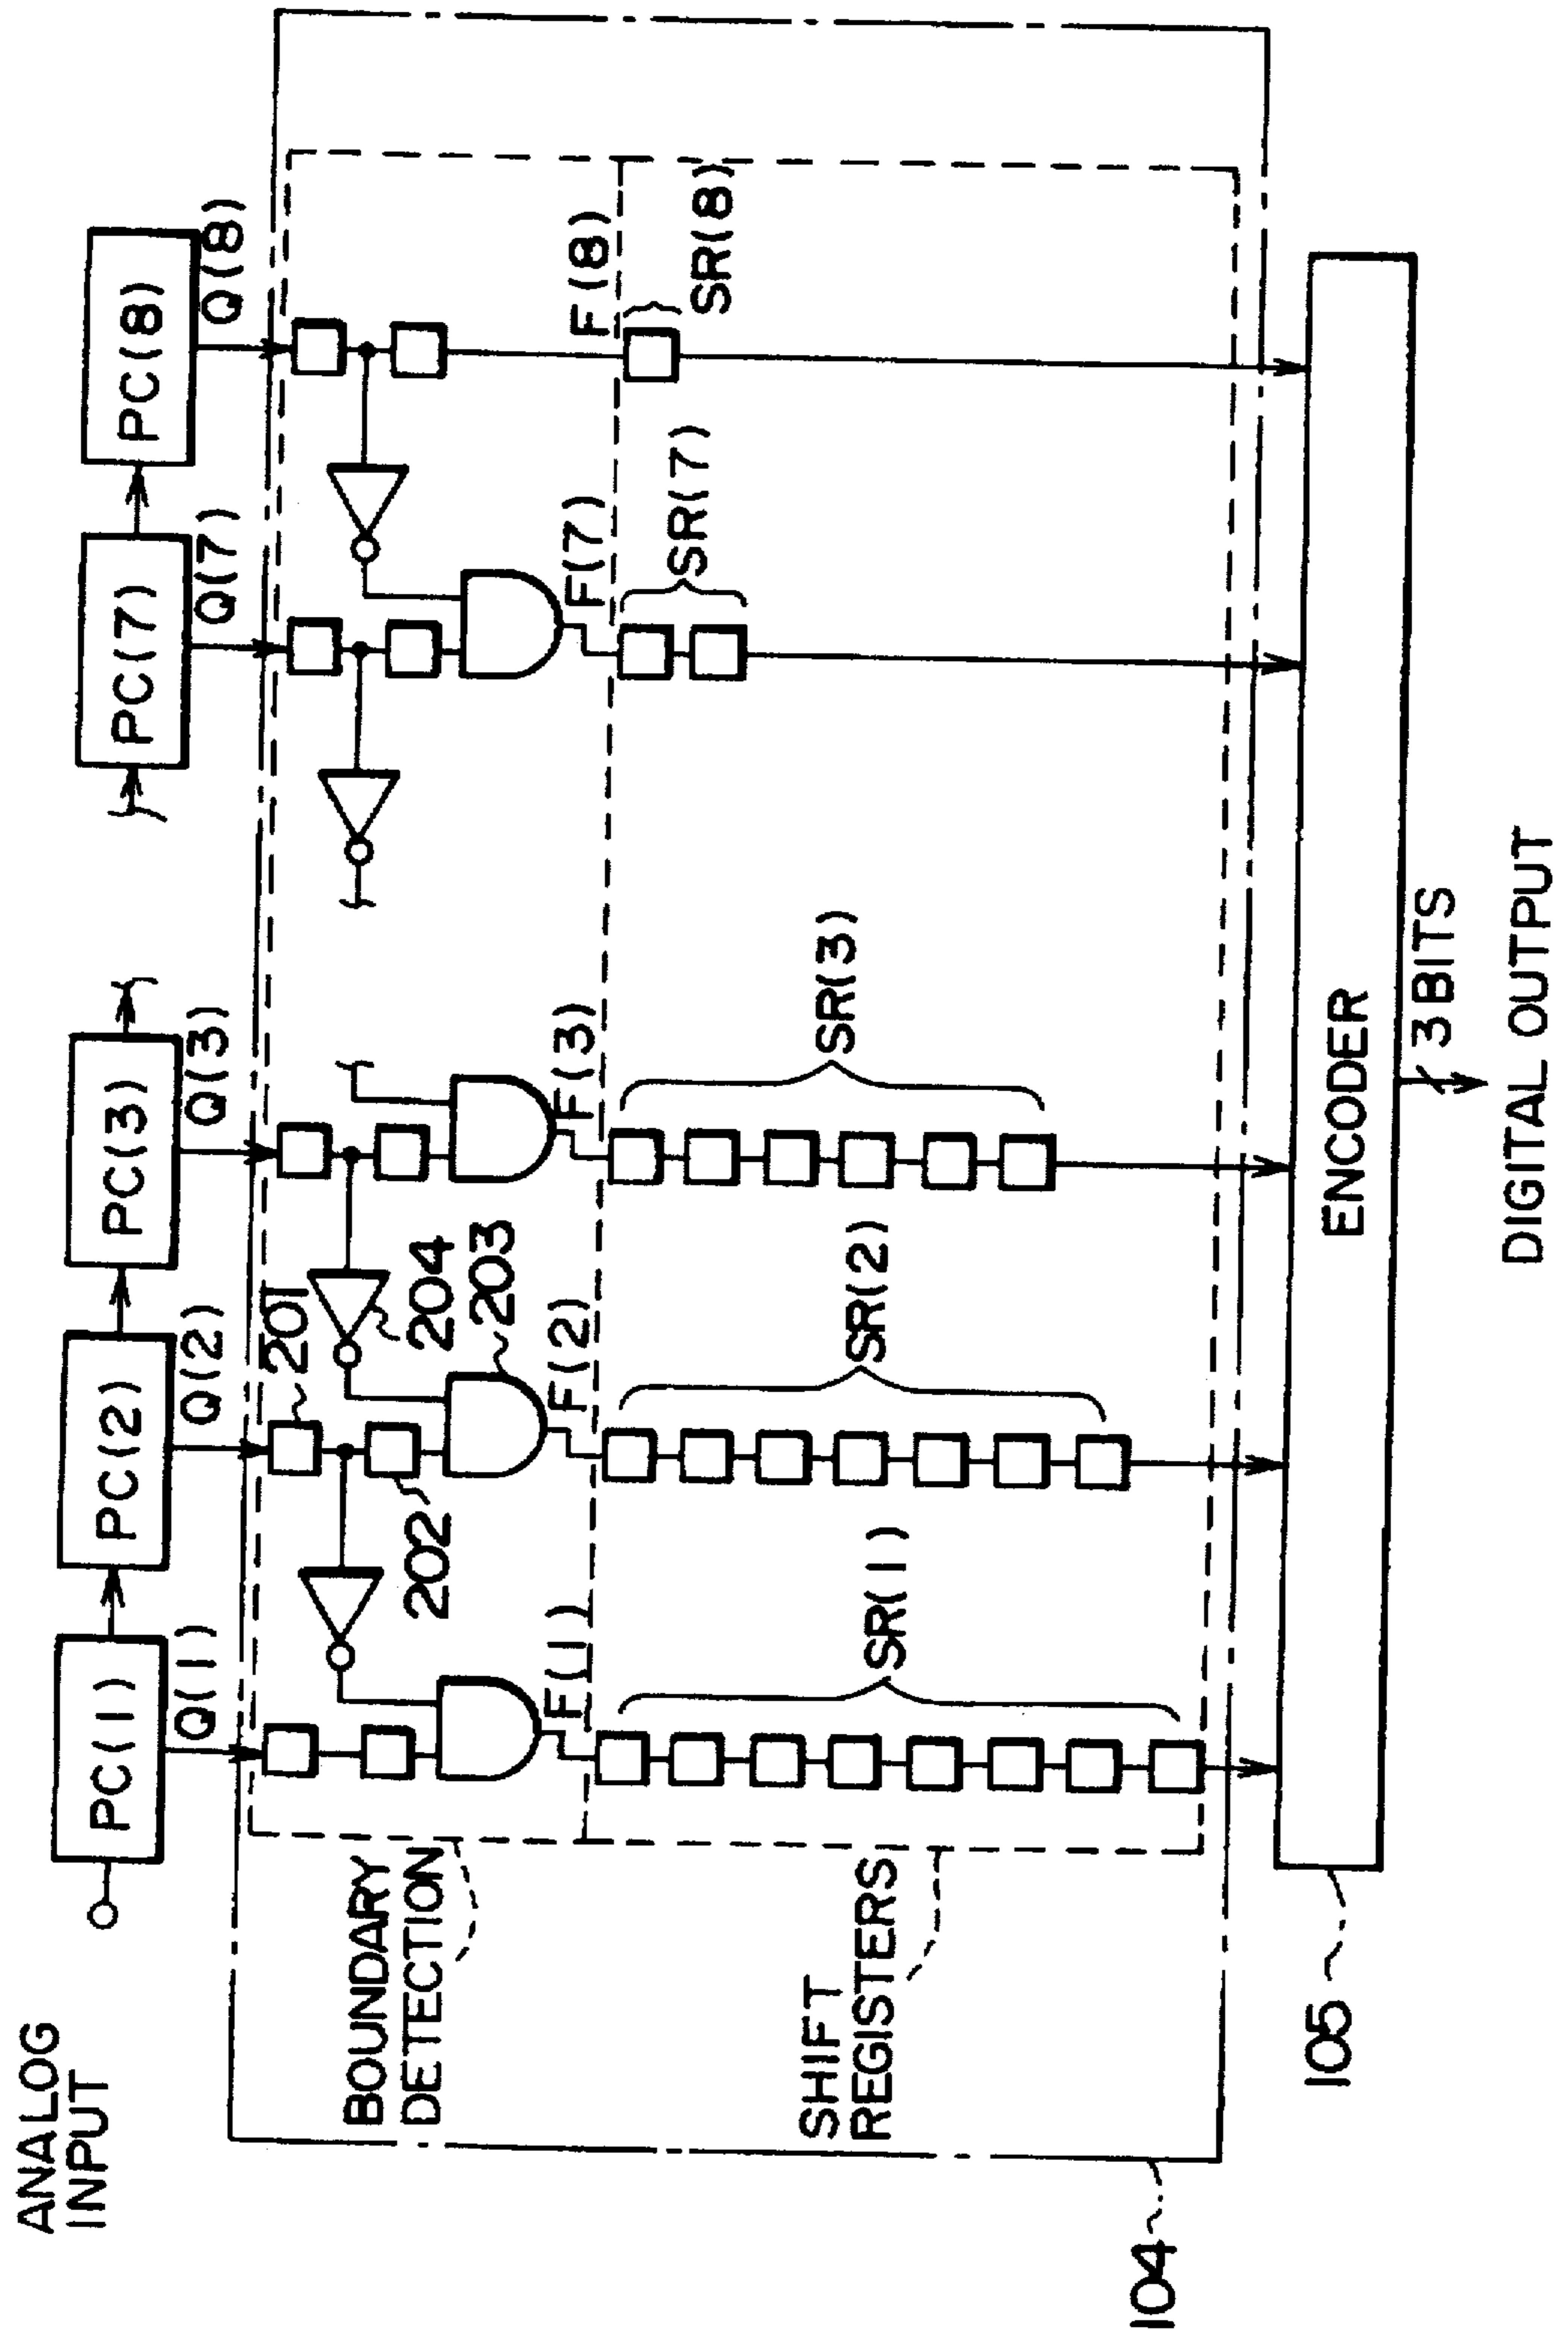 ANALOG
INPUT
PC(1)
PC(2)
PC(3)
PC(7)
PC(8)
Q(1)
Q(2)
Q(3)
Q(7)
Q(8)
201
204
202
203
BOUNDARY
DETECTION
F(1)
F(2)
F(3)
F(7)
F(8)
SHIFT
REGISTERS
SR(1)
SR(2)
SR(3)
SR(7)
SR(8)
104
105
ENCODER
3 BITS
DIGITAL OUTPUT